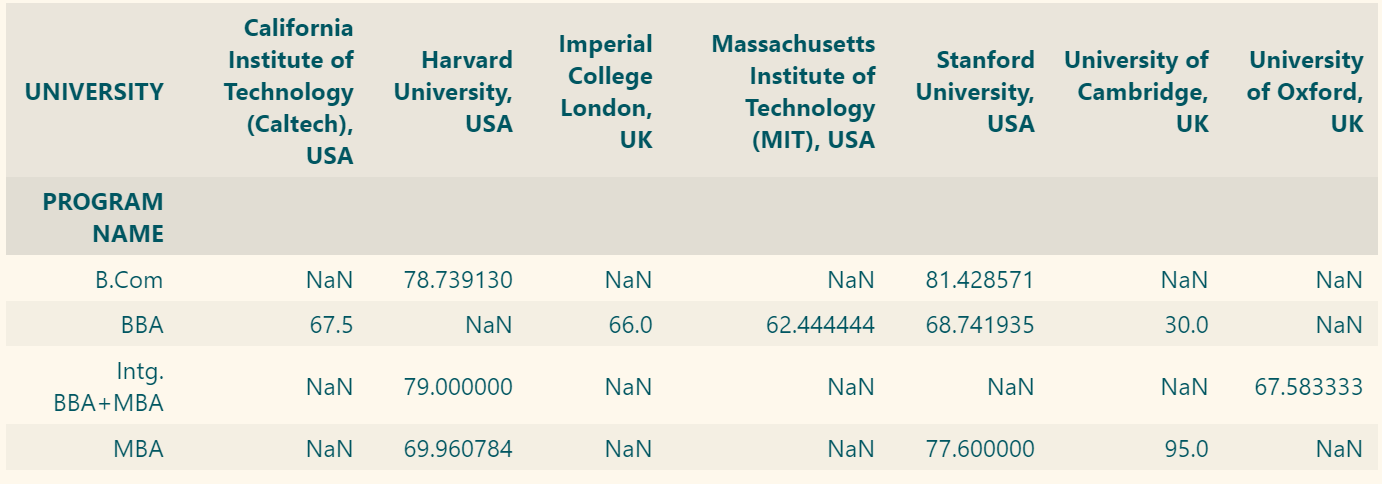 UNIVERSITY California Institute of Technology (Caltech), USA Harvard University, USA Imperial College London, UK Massachusetts Institute of Technology (MIT), USA Stanford University, USA University of Cambridge, UK University of Oxford, UK
PROGRAM NAME
B.Com NaN 78.739130 NaN NaN 81.428571 NaN NaN
BBA 67.5 NaN 66.0 62.444444 68.741935 30.0 NaN
Intg. BBA+MBA NaN 79.000000 NaN NaN NaN NaN 67.583333
MBA NaN 69.960784 NaN NaN 77.600000 95.0 NaN